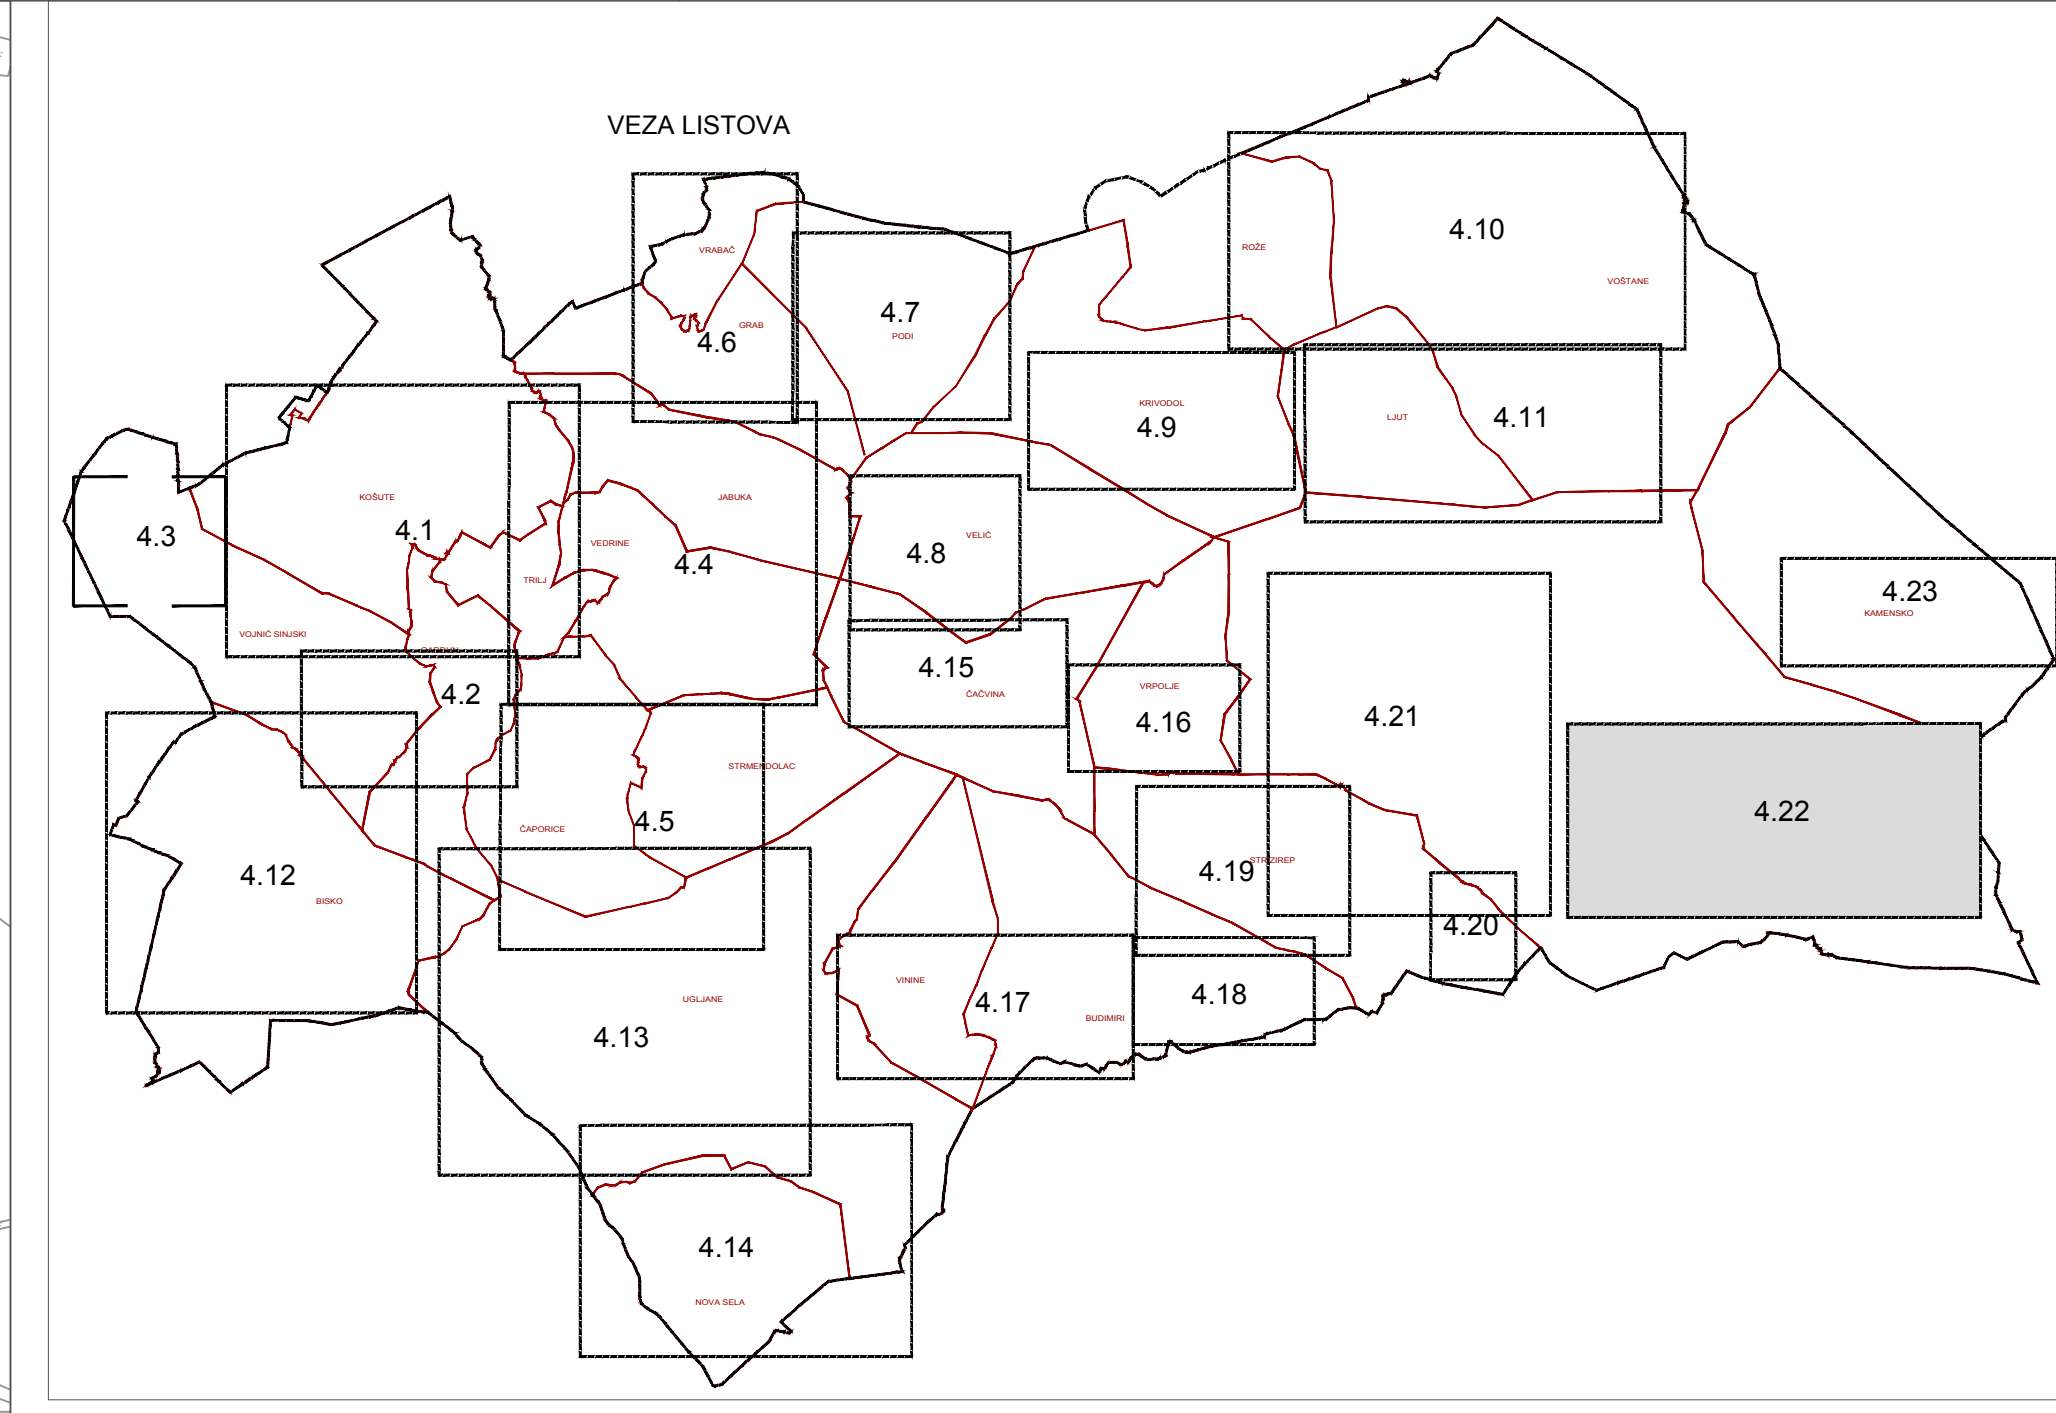 VEZA LISTOVA
4.10
ROŽE
VRABAČ
VOŠTANE
4.7
GRAB
PODI
4.6
KRIVODOL
4.9
LJUT
4.11
KOŠUTE
JABUKA
4.1
4.3
VEDRINE
VELIĆ
4.8
4.4
TRILJ
4.23
KAMENSKO
VOJNIĆ SINJSKI
GARDUN
4.15
ČAČVINA
4.2
VRPOLJE
4.16
4.21
STRMENDOLAC
4.22
4.5
ČAPORICE
STRIZIREP
4.19
4.12
BISKO
4.20
VININE
4.18
UGLJANE
4.17
BUDIMIRI
4.13
4.14
NOVA SELA